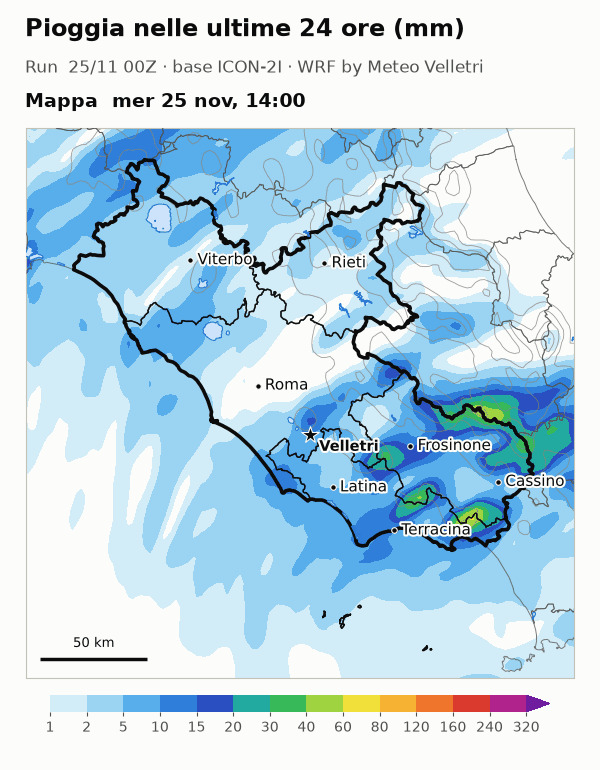 Pioggia nelle ultime 24 ore (mm)
Run  25/11 00Z · base ICON-2I · WRF by Meteo Velletri
Mappa  mer 25 nov, 14:00
Viterbo
Rieti
Roma
Velletri
Frosinone
Latina
Cassino
Terracina
50 km
1 2 5 10 15 20 30 40 60 80 120 160 240 320